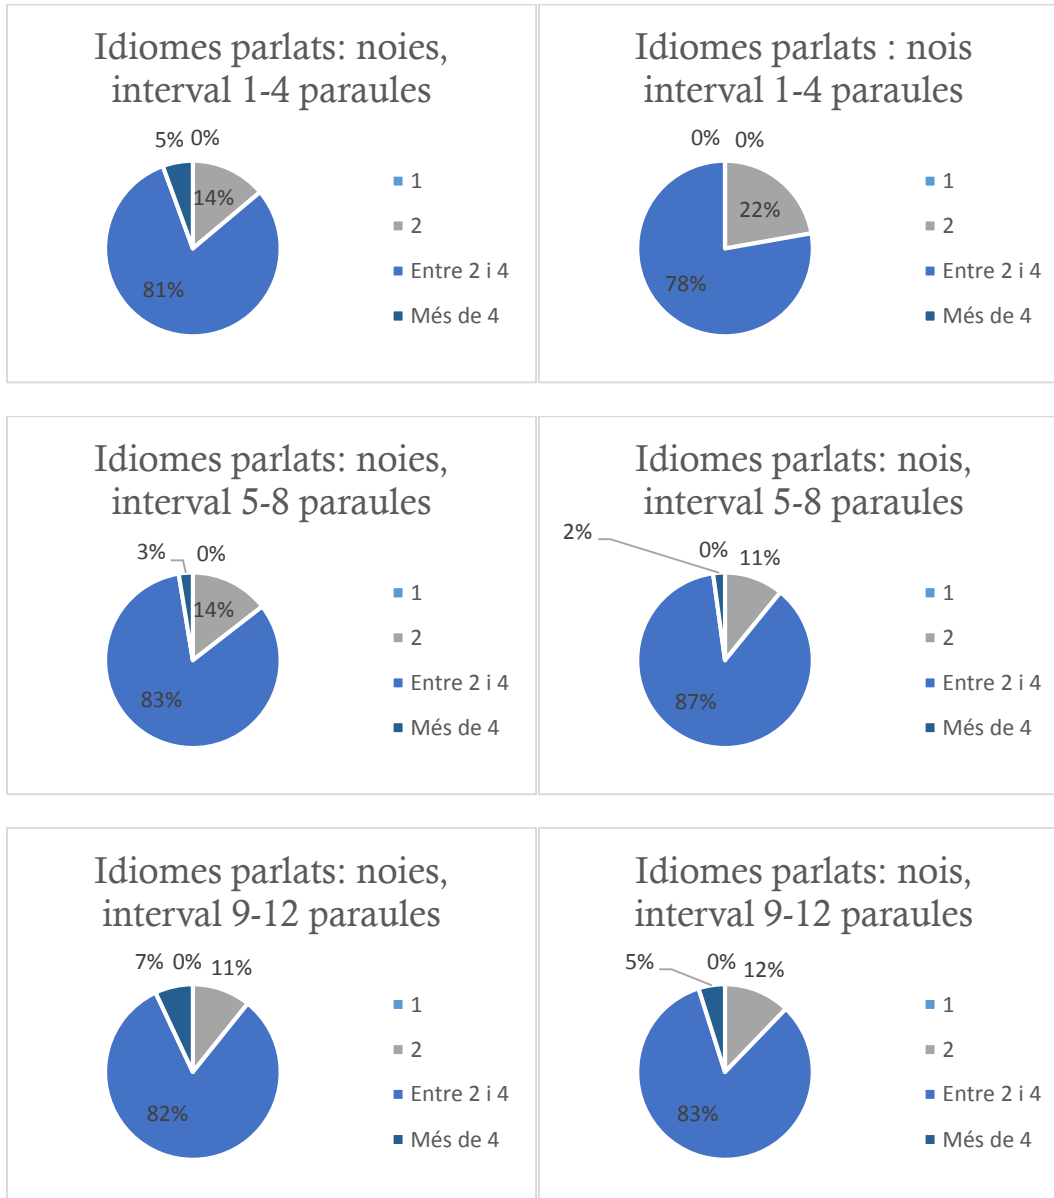 Idiomes parlats: noies,
interval 1-4 paraules
5% 0%
14%
81%
1
2
Entre 2 i 4
Més de 4
Idiomes parlats : nois
interval 1-4 paraules
0% 0%
22%
78%
1
2
Entre 2 i 4
Més de 4
Idiomes parlats: noies,
interval 5-8 paraules
3% 0%
14%
83%
1
2
Entre 2 i 4
Més de 4
Idiomes parlats: nois,
interval 5-8 paraules
2%
0% 11%
87%
1
2
Entre 2 i 4
Més de 4
Idiomes parlats: noies,
interval 9-12 paraules
7% 0% 11%
82%
1
2
Entre 2 i 4
Més de 4
Idiomes parlats: nois,
interval 9-12 paraules
5% 0% 12%
83%
1
2
Entre 2 i 4
Més de 4